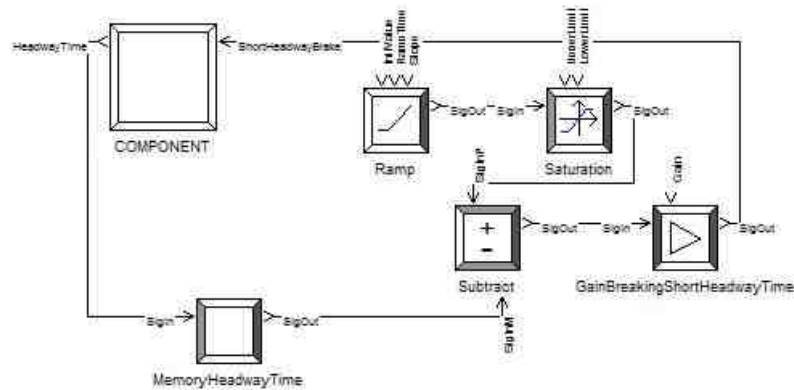 HeadwayTime
ShortHeadwayBrake
COMPONENT
InitValue
RampTime
Slope
SigOut
SigIn
Ramp
UpperLimit
LowerLimit
SigOut
Saturation
SigInP
SigOut
SigIn
Subtract
Gain
SigOut
GainBreakingShortHeadwayTime
SigIn
SigOut
SigInM
MemoryHeadwayTime